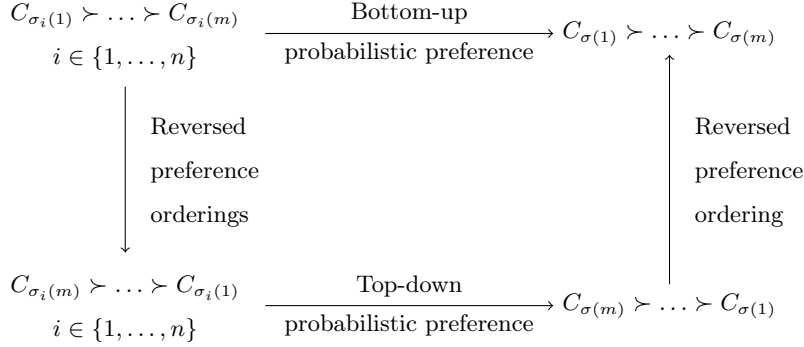 C_{σ_i(1)} ≻ … ≻ C_{σ_i(m)}
i ∈ {1, …, n}
Bottom-up
probabilistic preference
C_{σ(1)} ≻ … ≻ C_{σ(m)}
Reversed
preference
orderings
Reversed
preference
ordering
C_{σ_i(m)} ≻ … ≻ C_{σ_i(1)}
i ∈ {1, …, n}
Top-down
probabilistic preference
C_{σ(m)} ≻ … ≻ C_{σ(1)}